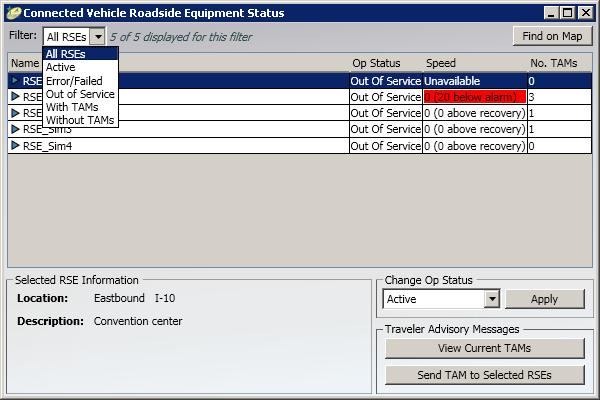 Connected Vehicle Roadside Equipment Status
Filter: All RSEs 5 of 5 displayed for this filter Find on Map
All RSEs
Active
Error/Failed
Out of Service
With TAMs
Without TAMs
Name Op Status Speed No. TAMs
RSE Out Of Service Unavailable 0
RSE Out Of Service 0 (20 below alarm) 3
RSE Out Of Service 0 (0 above recovery) 1
RSE_Sim3 Out Of Service 0 (0 above recovery) 1
RSE_Sim4 Out Of Service 0 (0 above recovery) 0
Selected RSE Information
Location: Eastbound I-10
Description: Convention center
Change Op Status
Active Apply
Traveler Advisory Messages
View Current TAMs
Send TAM to Selected RSEs